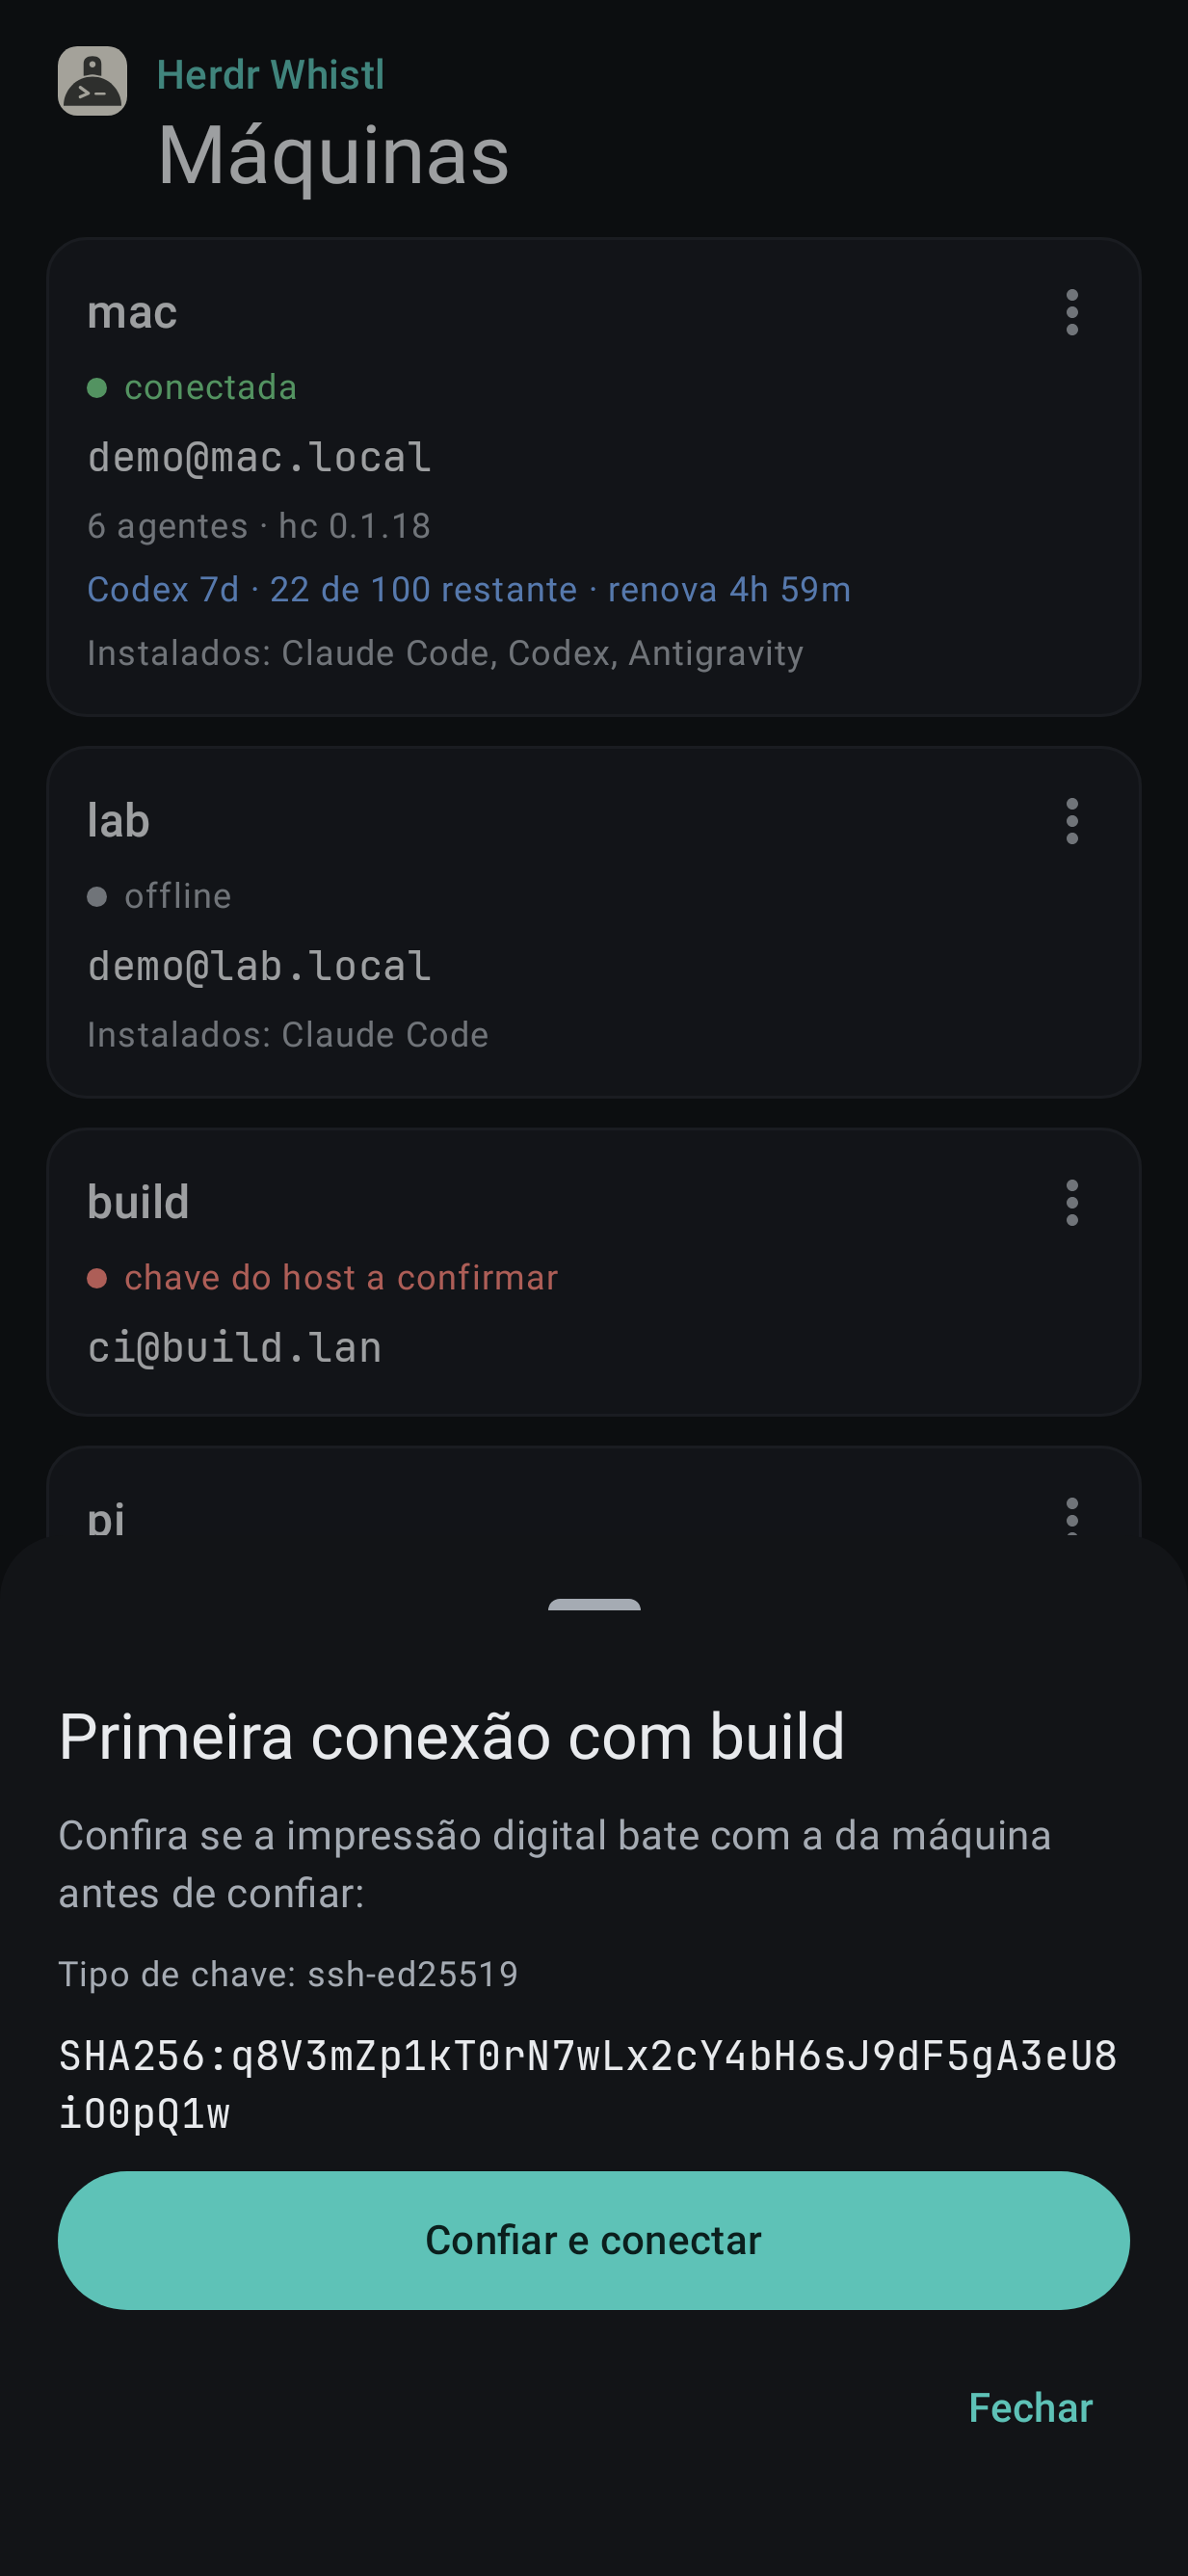 Herdr Whistl
Máquinas
mac
conectada
demo@mac.local
6 agentes · hc 0.1.18
Codex 7d · 22 de 100 restante · renova 4h 59m
Instalados: Claude Code, Codex, Antigravity
lab
offline
demo@lab.local
Instalados: Claude Code
build
chave do host a confirmar
ci@build.lan
pi
Primeira conexão com build
Confira se a impressão digital bate com a da máquina
antes de confiar:
Tipo de chave: ssh-ed25519
SHA256:q8V3mZp1kT0rN7wLx2cY4bH6sJ9dF5gA3eU8
iO0pQ1w
Confiar e conectar
Fechar